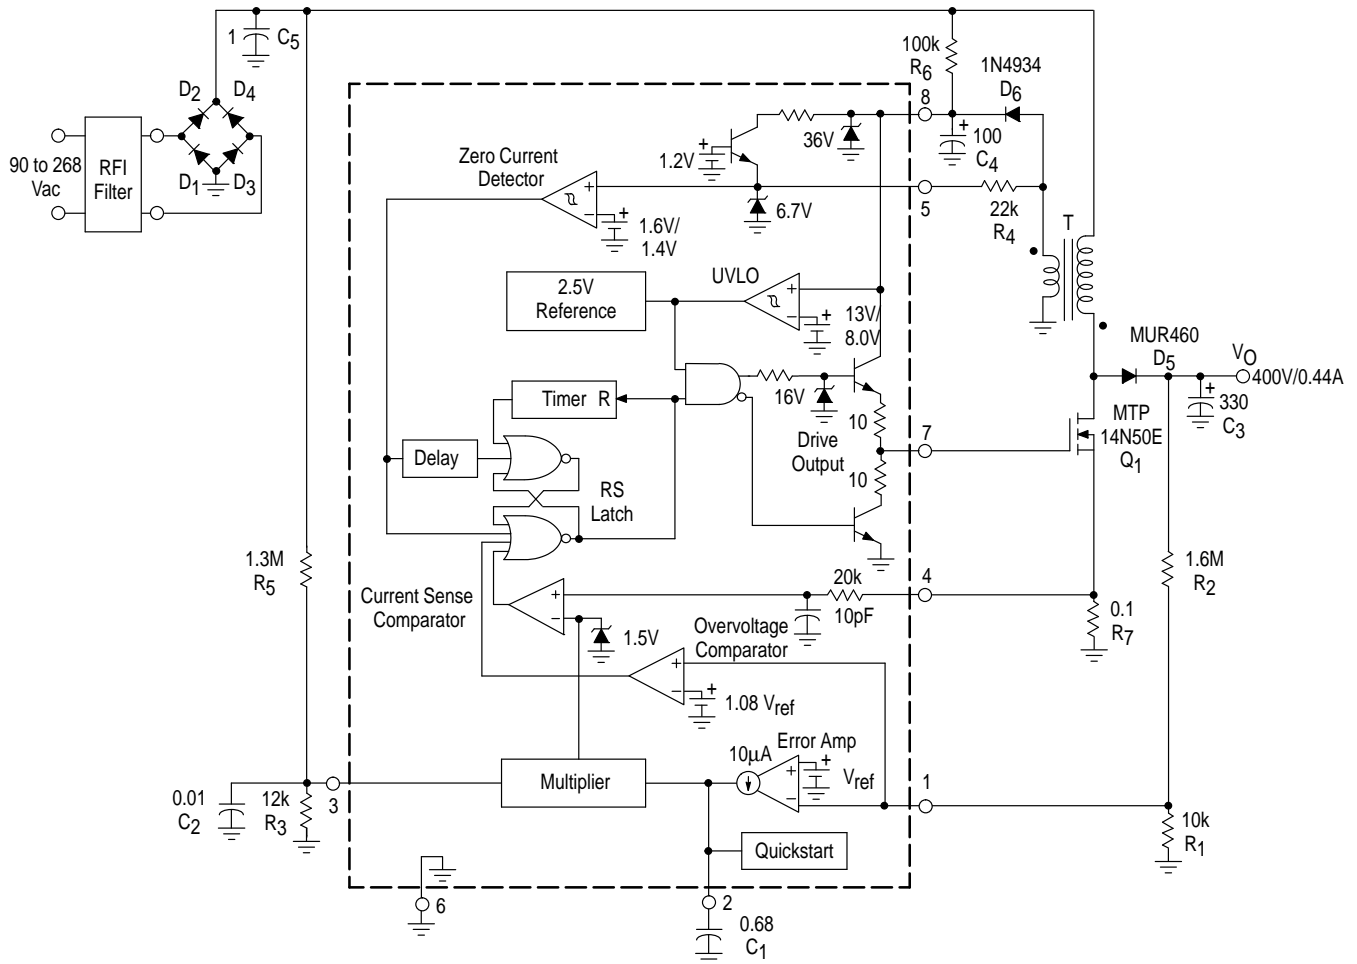 1
C5
100k
R6
1N4934
D6
D2
D4
8
36V
100
C4
1.2V
90 to 268
Vac
RFI
Filter
D1
D3
Zero Current
Detector
+
−
+
1.6V/
1.4V
6.7V
5
22k
R4
T
2.5V
Reference
UVLO
+
−
+
13V/
8.0V
MUR460
D5
VO
400V/0.44A
Timer R
16V
10
Drive
Output
10
7
MTP
14N50E
Q1
330
C3
Delay
RS
Latch
1.3M
R5
Current Sense
Comparator
+
−
1.5V
20k
10pF
4
0.1
R7
1.6M
R2
Overvoltage
Comparator
+
−
+
1.08 Vref
Multiplier
10μA
Error Amp
+
−
+
Vref
1
0.01
C2
12k
R3
3
10k
R1
Quickstart
6
2
0.68
C1